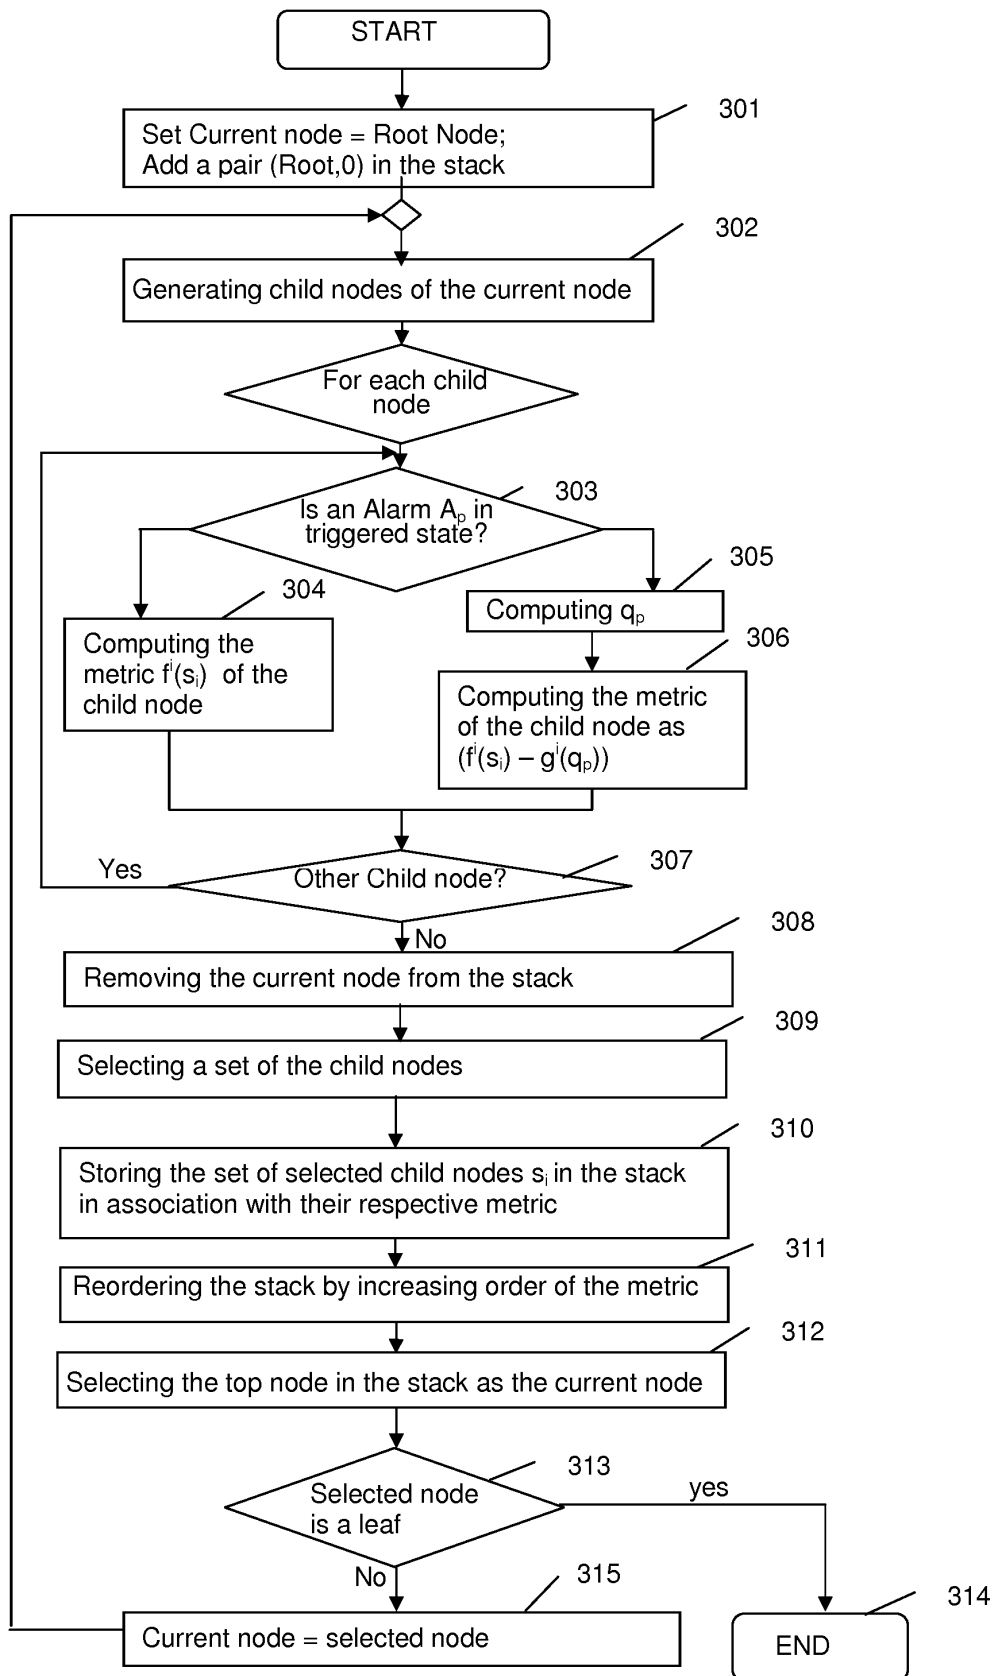 START
301
Set Current node = Root Node;
Add a pair (Root,0) in the stack
302
Generating child nodes of the current node
For each child
node
303
Is an Alarm Aₚ in
triggered state?
304
305
Computing the
metric fⁱ(sᵢ) of the
child node
Computing qₚ
306
Computing the metric
of the child node as
(fⁱ(sᵢ) – gⁱ(qₚ))
307
Yes
Other Child node?
No
308
Removing the current node from the stack
309
Selecting a set of the child nodes
310
Storing the set of selected child nodes sᵢ in the stack
in association with their respective metric
311
Reordering the stack by increasing order of the metric
312
Selecting the top node in the stack as the current node
313
Selected node
is a leaf
yes
No
315
Current node = selected node
314
END